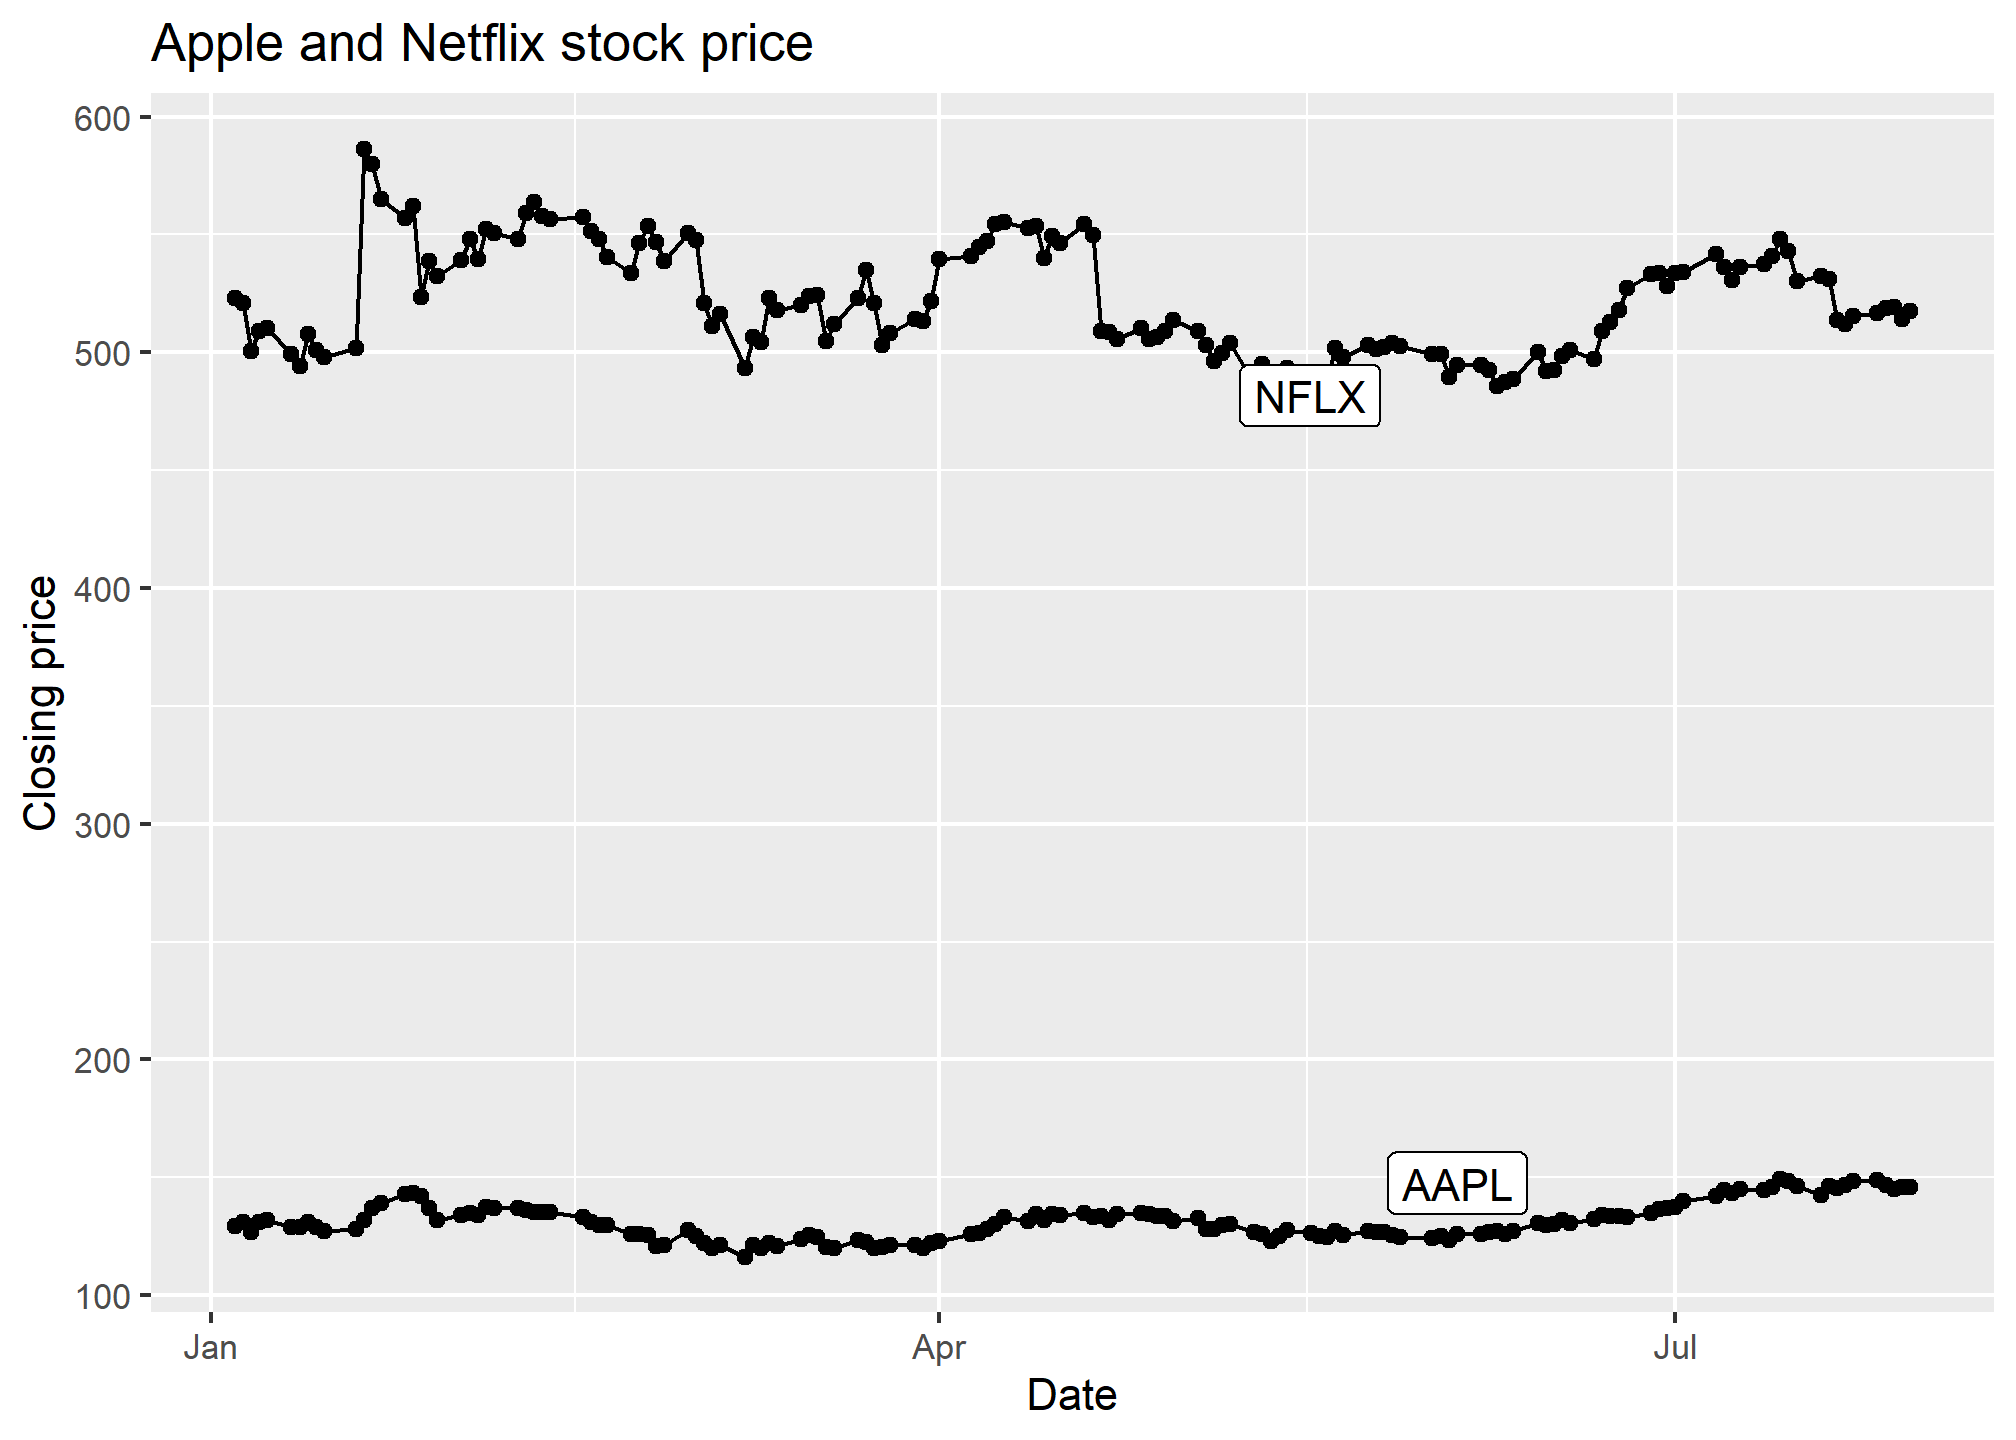 Apple and Netflix stock price
600
500
400
300
200
100
Closing price
NFLX
AAPL
Jan
Apr
Jul
Date